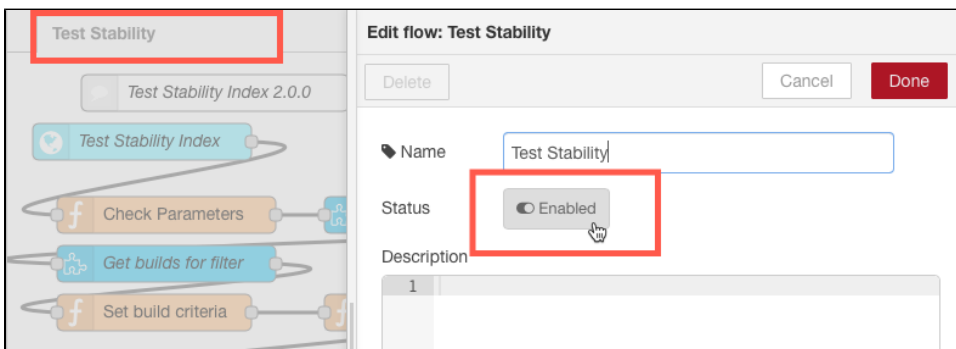 Test Stability
Edit flow: Test Stability
Test Stability Index 2.0.0
Delete
Cancel
Done
Test Stability Index
Name
Test Stability
Check Parameters
Status
Enabled
Get builds for filter
Description
Set build criteria
1